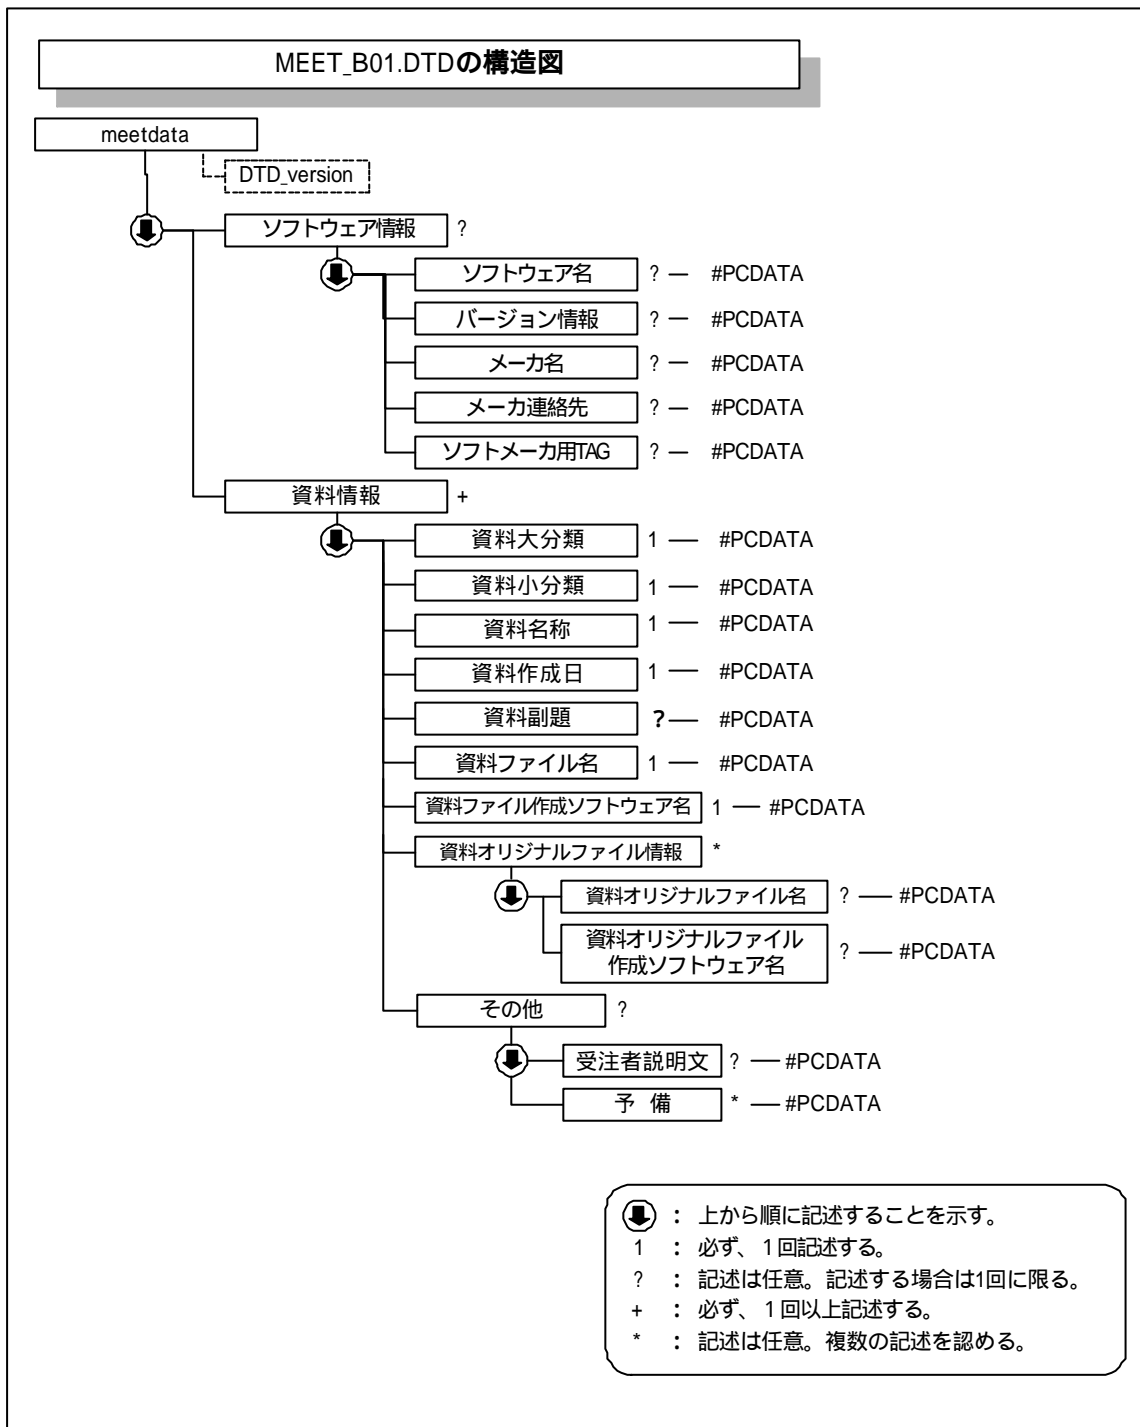 MEET_B01.DTDの構造図
meetdata
DTD_version
ソフトウェア情報 ?
ソフトウェア名 ? — #PCDATA
バージョン情報 ? — #PCDATA
メーカ名 ? — #PCDATA
メーカ連絡先 ? — #PCDATA
ソフトメーカ用TAG ? — #PCDATA
資料情報 +
資料大分類 1 — #PCDATA
資料小分類 1 — #PCDATA
資料名称 1 — #PCDATA
資料作成日 1 — #PCDATA
資料副題 ? — #PCDATA
資料ファイル名 1 — #PCDATA
資料ファイル作成ソフトウェア名 1 — #PCDATA
資料オリジナルファイル情報 *
資料オリジナルファイル名 ? — #PCDATA
資料オリジナルファイル
作成ソフトウェア名 ? — #PCDATA
その他 ?
受注者説明文 ? — #PCDATA
予 備 * — #PCDATA
: 上から順に記述することを示す。
1 : 必ず、1回記述する。
? : 記述は任意。記述する場合は1回に限る。
+ : 必ず、1回以上記述する。
* : 記述は任意。複数の記述を認める。